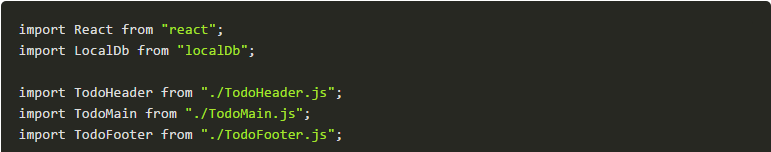 import React from "react";
import LocalDb from "localDb";
import TodoHeader from "./TodoHeader.js";
import TodoMain from "./TodoMain.js";
import TodoFooter from "./TodoFooter.js";